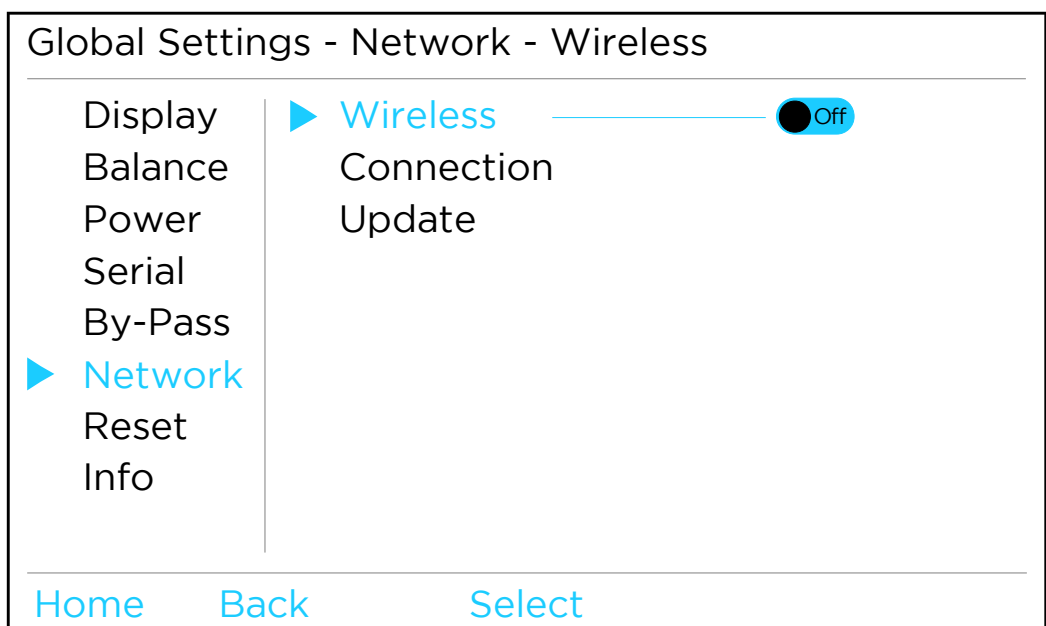 Global Settings - Network - Wireless
Display
Balance
Power
Serial
By-Pass
Network
Reset
Info
Wireless Off
Connection
Update
Home Back Select